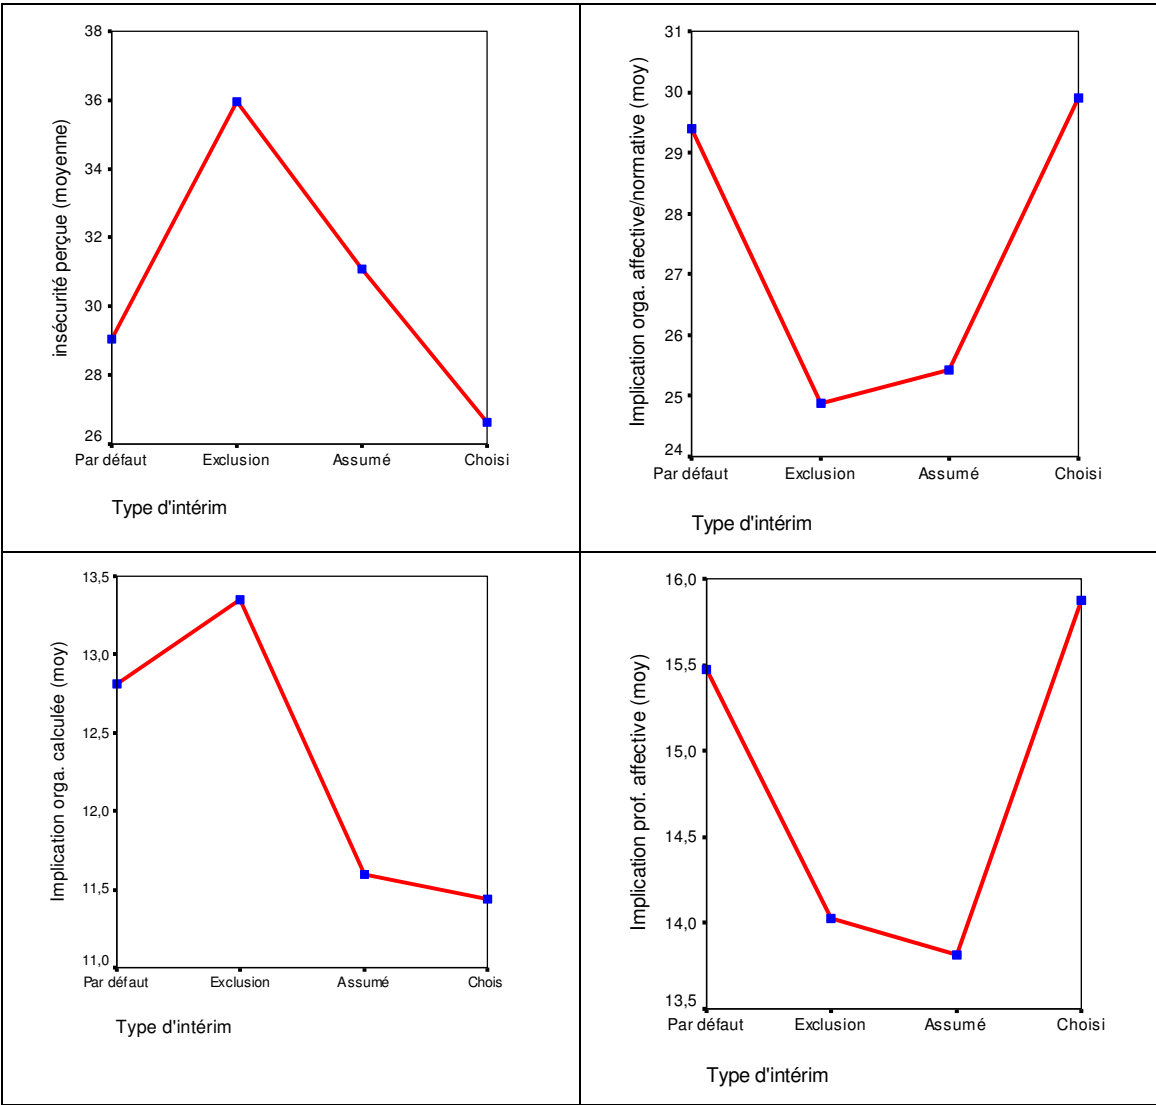 insécurité perçue (moyenne)
38
36
34
32
30
28
26
Par défaut
Exclusion
Assumé
Choisi
Type d'intérim
Implication orga. affective/normative (moy)
31
30
29
28
27
26
25
24
Par défaut
Exclusion
Assumé
Choisi
Type d'intérim
Implication orga. calculée (moy)
13,5
13,0
12,5
12,0
11,5
11,0
Par défaut
Exclusion
Assumé
Chois
Type d'intérim
Implication prof. affective (moy)
16,0
15,5
15,0
14,5
14,0
13,5
Par défaut
Exclusion
Assumé
Choisi
Type d'intérim